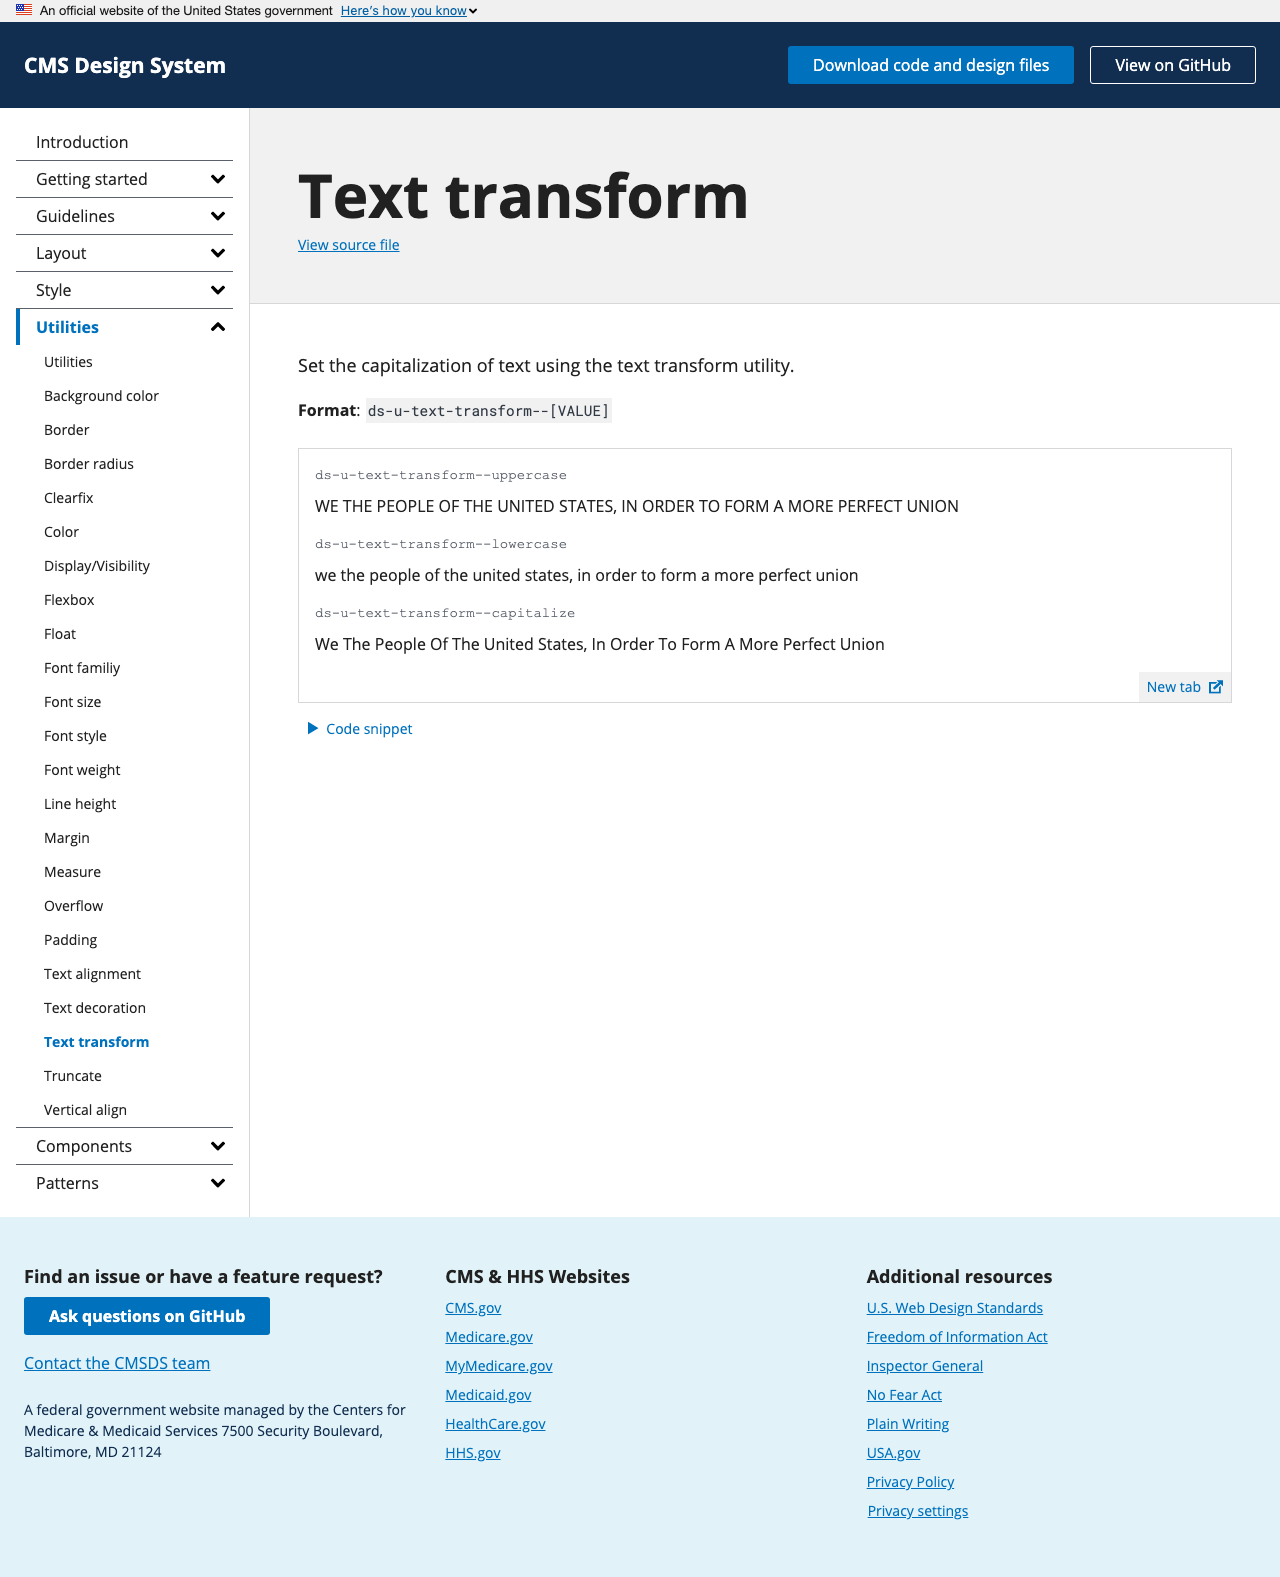 An official website of the United States government Here's how you know
CMS Design System
Download code and design files
View on GitHub
Introduction
Getting started
Guidelines
Layout
Style
Utilities
Utilities
Background color
Border
Border radius
Clearfix
Color
Display/Visibility
Flexbox
Float
Font familiy
Font size
Font style
Font weight
Line height
Margin
Measure
Overflow
Padding
Text alignment
Text decoration
Text transform
Truncate
Vertical align
Components
Patterns
Text transform
View source file
Set the capitalization of text using the text transform utility.
Format: ds-u-text-transform--[VALUE]
ds-u-text-transform--uppercase
WE THE PEOPLE OF THE UNITED STATES, IN ORDER TO FORM A MORE PERFECT UNION
ds-u-text-transform--lowercase
we the people of the united states, in order to form a more perfect union
ds-u-text-transform--capitalize
We The People Of The United States, In Order To Form A More Perfect Union
New tab
Code snippet
Find an issue or have a feature request?
Ask questions on GitHub
Contact the CMSDS team
A federal government website managed by the Centers for
Medicare & Medicaid Services 7500 Security Boulevard,
Baltimore, MD 21124
CMS & HHS Websites
CMS.gov
Medicare.gov
MyMedicare.gov
Medicaid.gov
HealthCare.gov
HHS.gov
Additional resources
U.S. Web Design Standards
Freedom of Information Act
Inspector General
No Fear Act
Plain Writing
USA.gov
Privacy Policy
Privacy settings